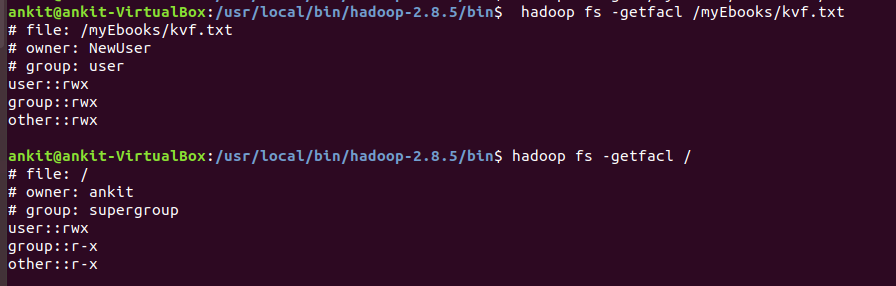 ankit@ankit-VirtualBox:/usr/local/bin/hadoop-2.8.5/bin$  hadoop fs -getfacl /myEbooks/kvf.txt
# file: /myEbooks/kvf.txt
# owner: NewUser
# group: user
user::rwx
group::rwx
other::rwx

ankit@ankit-VirtualBox:/usr/local/bin/hadoop-2.8.5/bin$ hadoop fs -getfacl /
# file: /
# owner: ankit
# group: supergroup
user::rwx
group::r-x
other::r-x